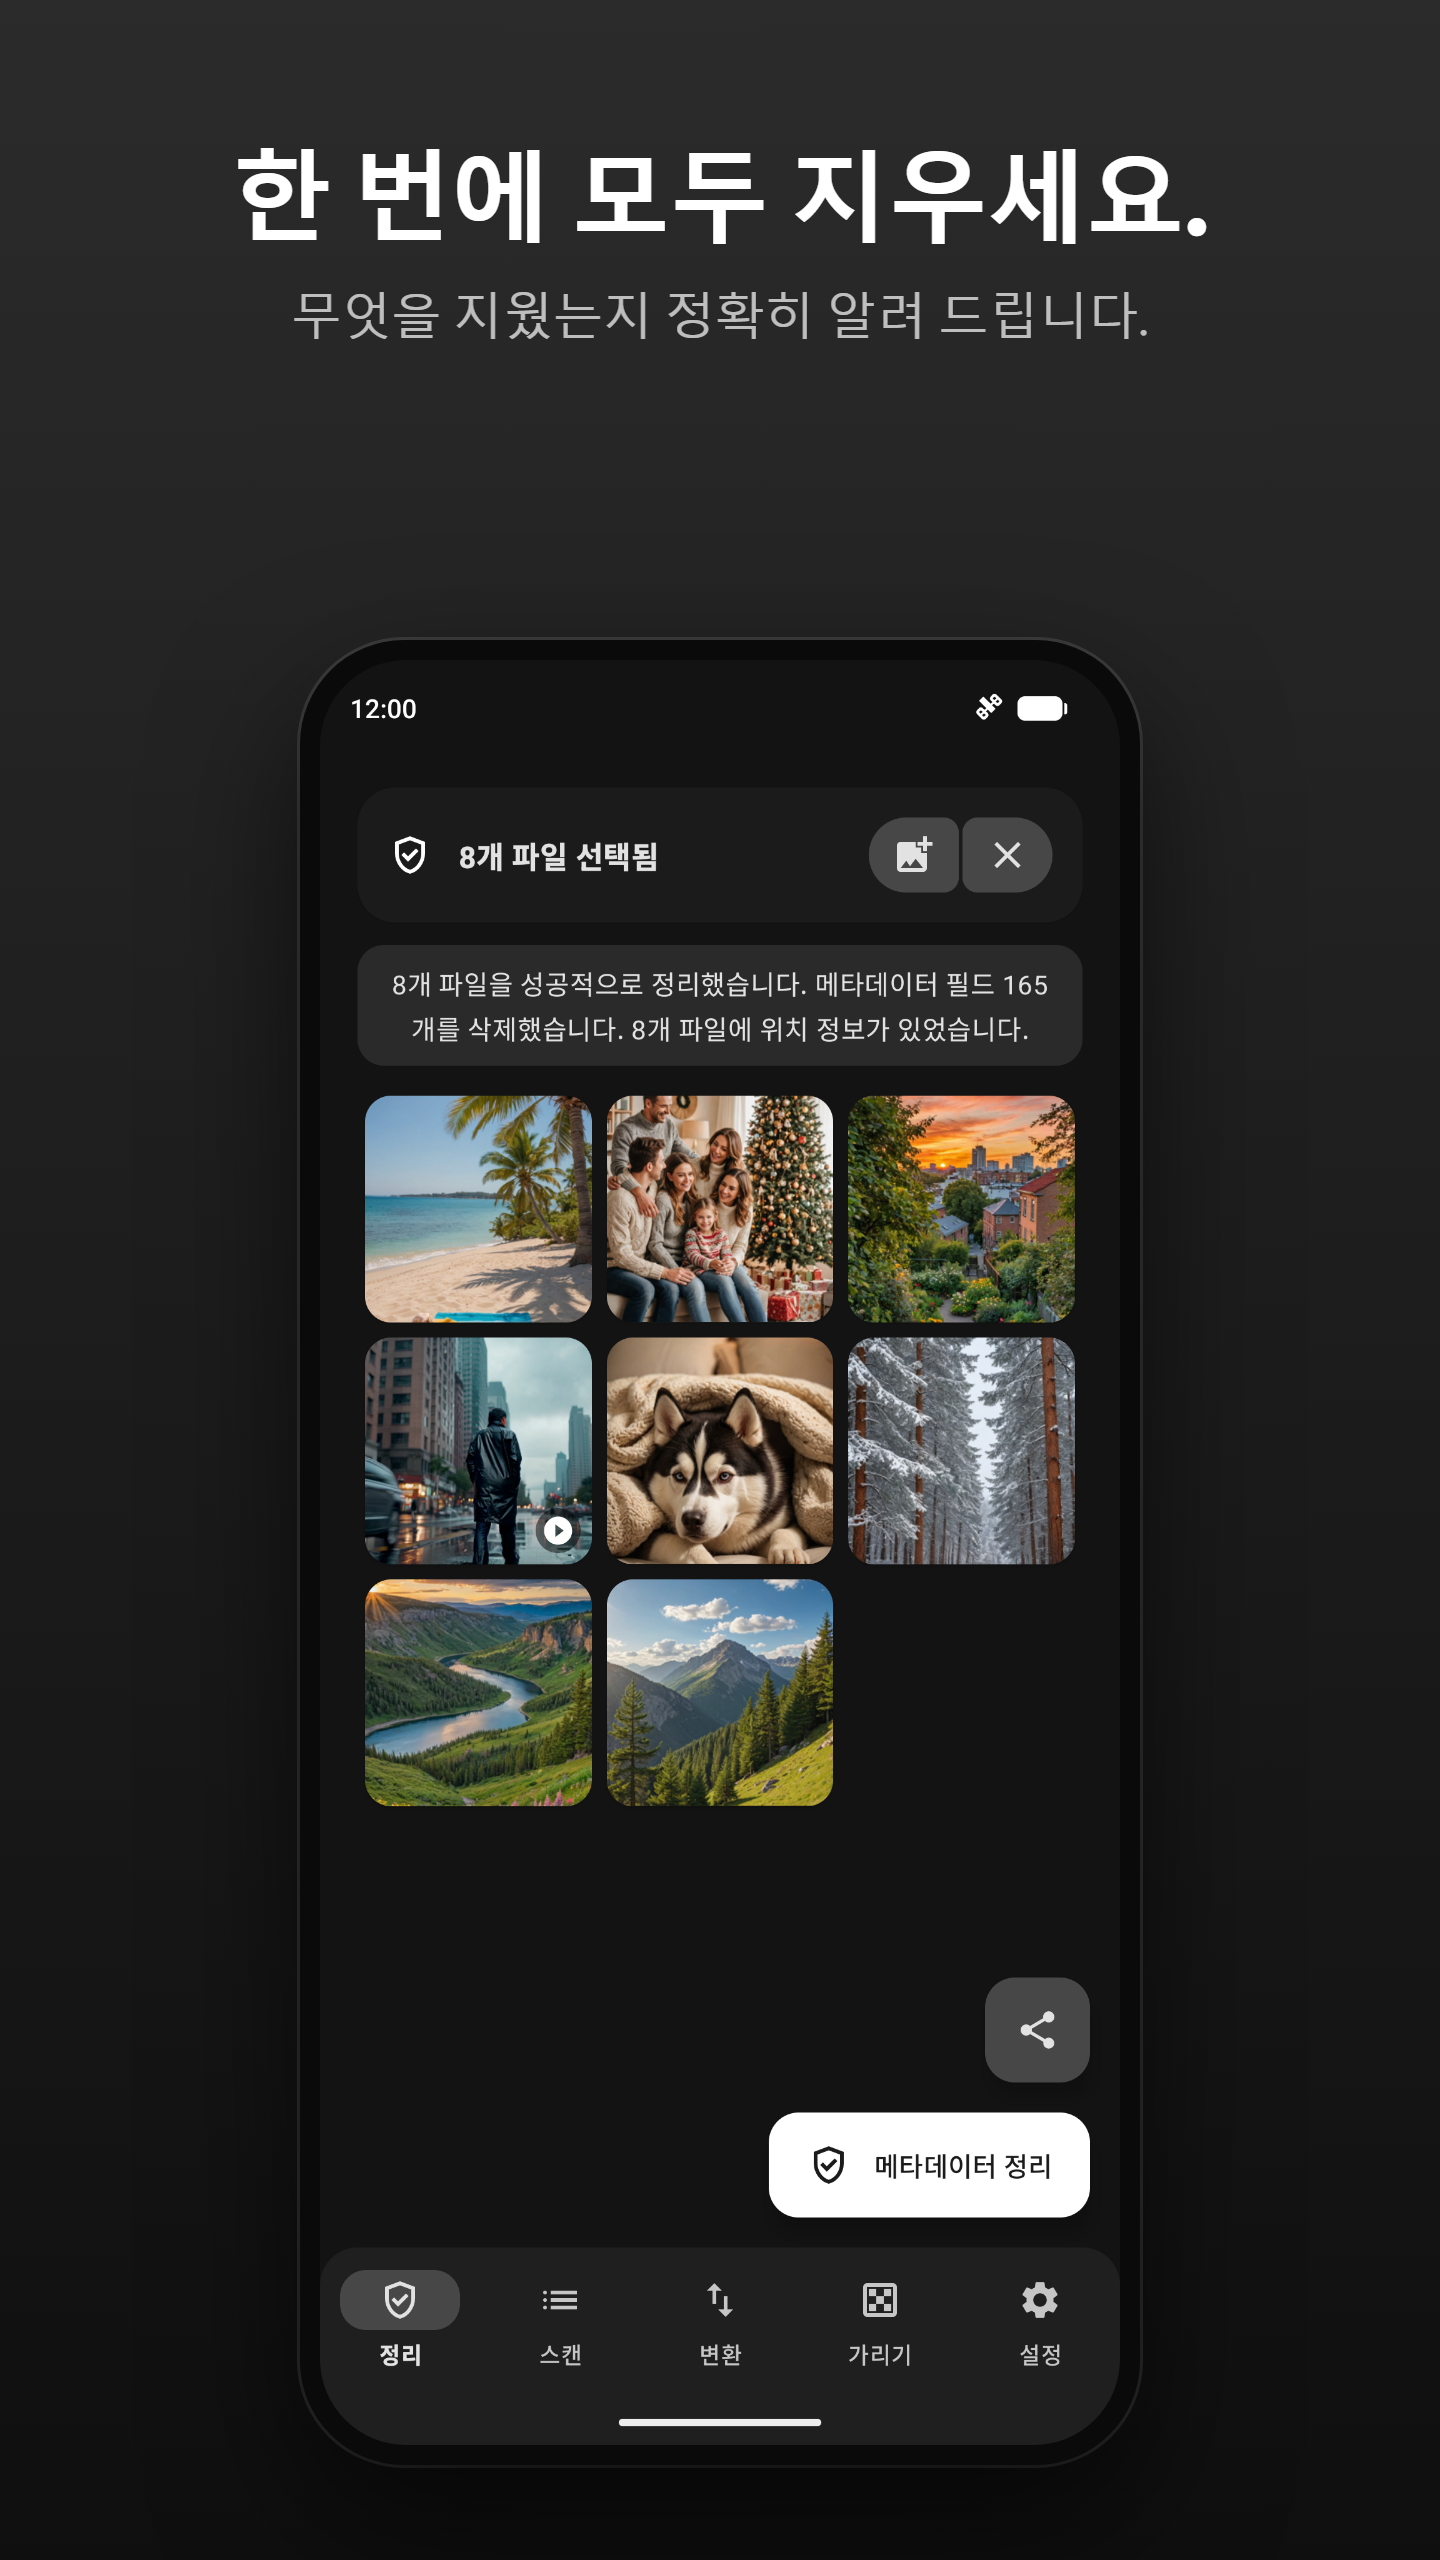 한 번에 모두 지우세요.
무엇을 지웠는지 정확히 알려 드립니다.
12:00
8개 파일 선택됨
8개 파일을 성공적으로 정리했습니다. 메타데이터 필드 165
개를 삭제했습니다. 8개 파일에 위치 정보가 있었습니다.
메타데이터 정리
정리
스캔
변환
가리기
설정